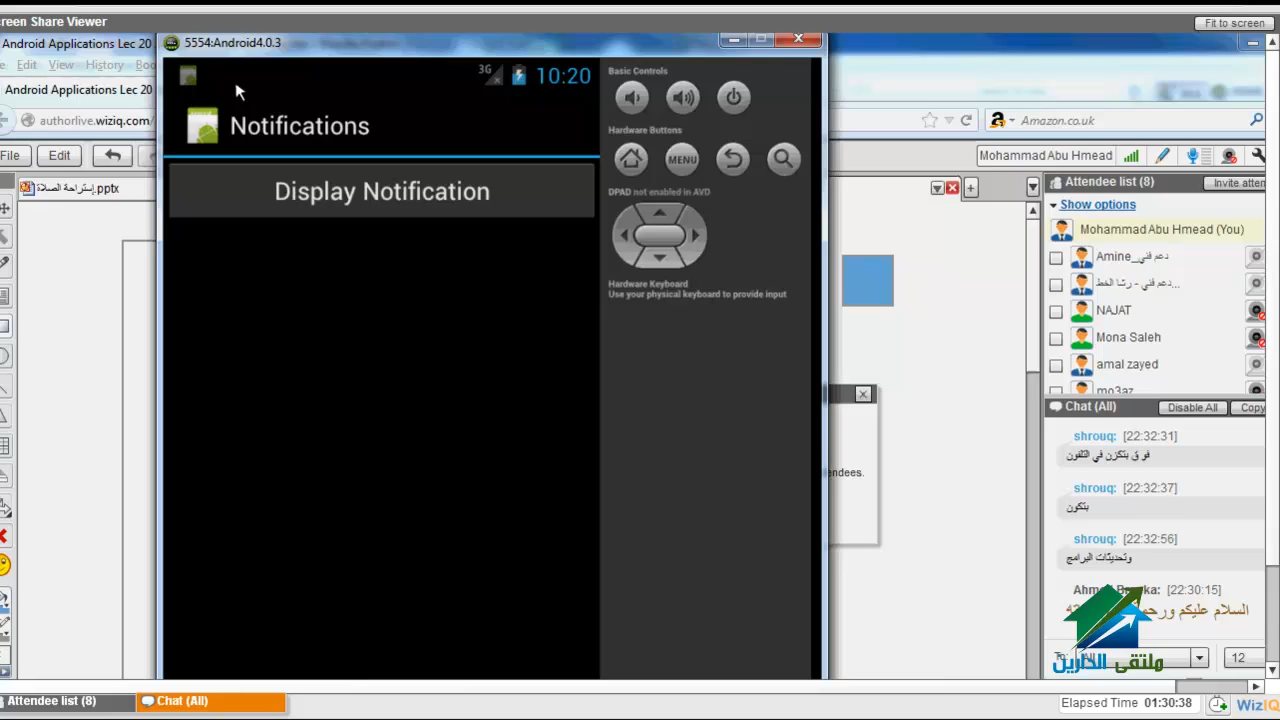 creen Share Viewer
Fit to screen
Android Applications Lec 20
5554:Android4.0.3
Edit View History Boo
Android Applications Lec 20
authorlive.wiziq.com/
Amazon.co.uk
File
Edit
Mohammad Abu Hmead
إستراحة الصلاة.pptx
3G
10:20
Notifications
Display Notification
Basic Controls
Hardware Buttons
MENU
DPAD not enabled in AVD
Hardware Keyboard
Use your physical keyboard to provide input
endees.
Attendee list (8)
Invite atten
Show options
Mohammad Abu Hmead (You)
Amine_دعم فني
دعم فني - رشا الخط...
NAJAT
Mona Saleh
amal zayed
mo3az
Chat (All)
Disable All
Copy
shrouq: [22:32:31]
فو ق بتكزن في التلفون
shrouq: [22:32:37]
بتكون
shrouq: [22:32:56]
وتحديثات البرامج
[22:30:15]
السلام عليكم
To:
12
ملتقى الدارين
Attendee list (8)
Chat (All)
Elapsed Time 01:30:38
WizIQ